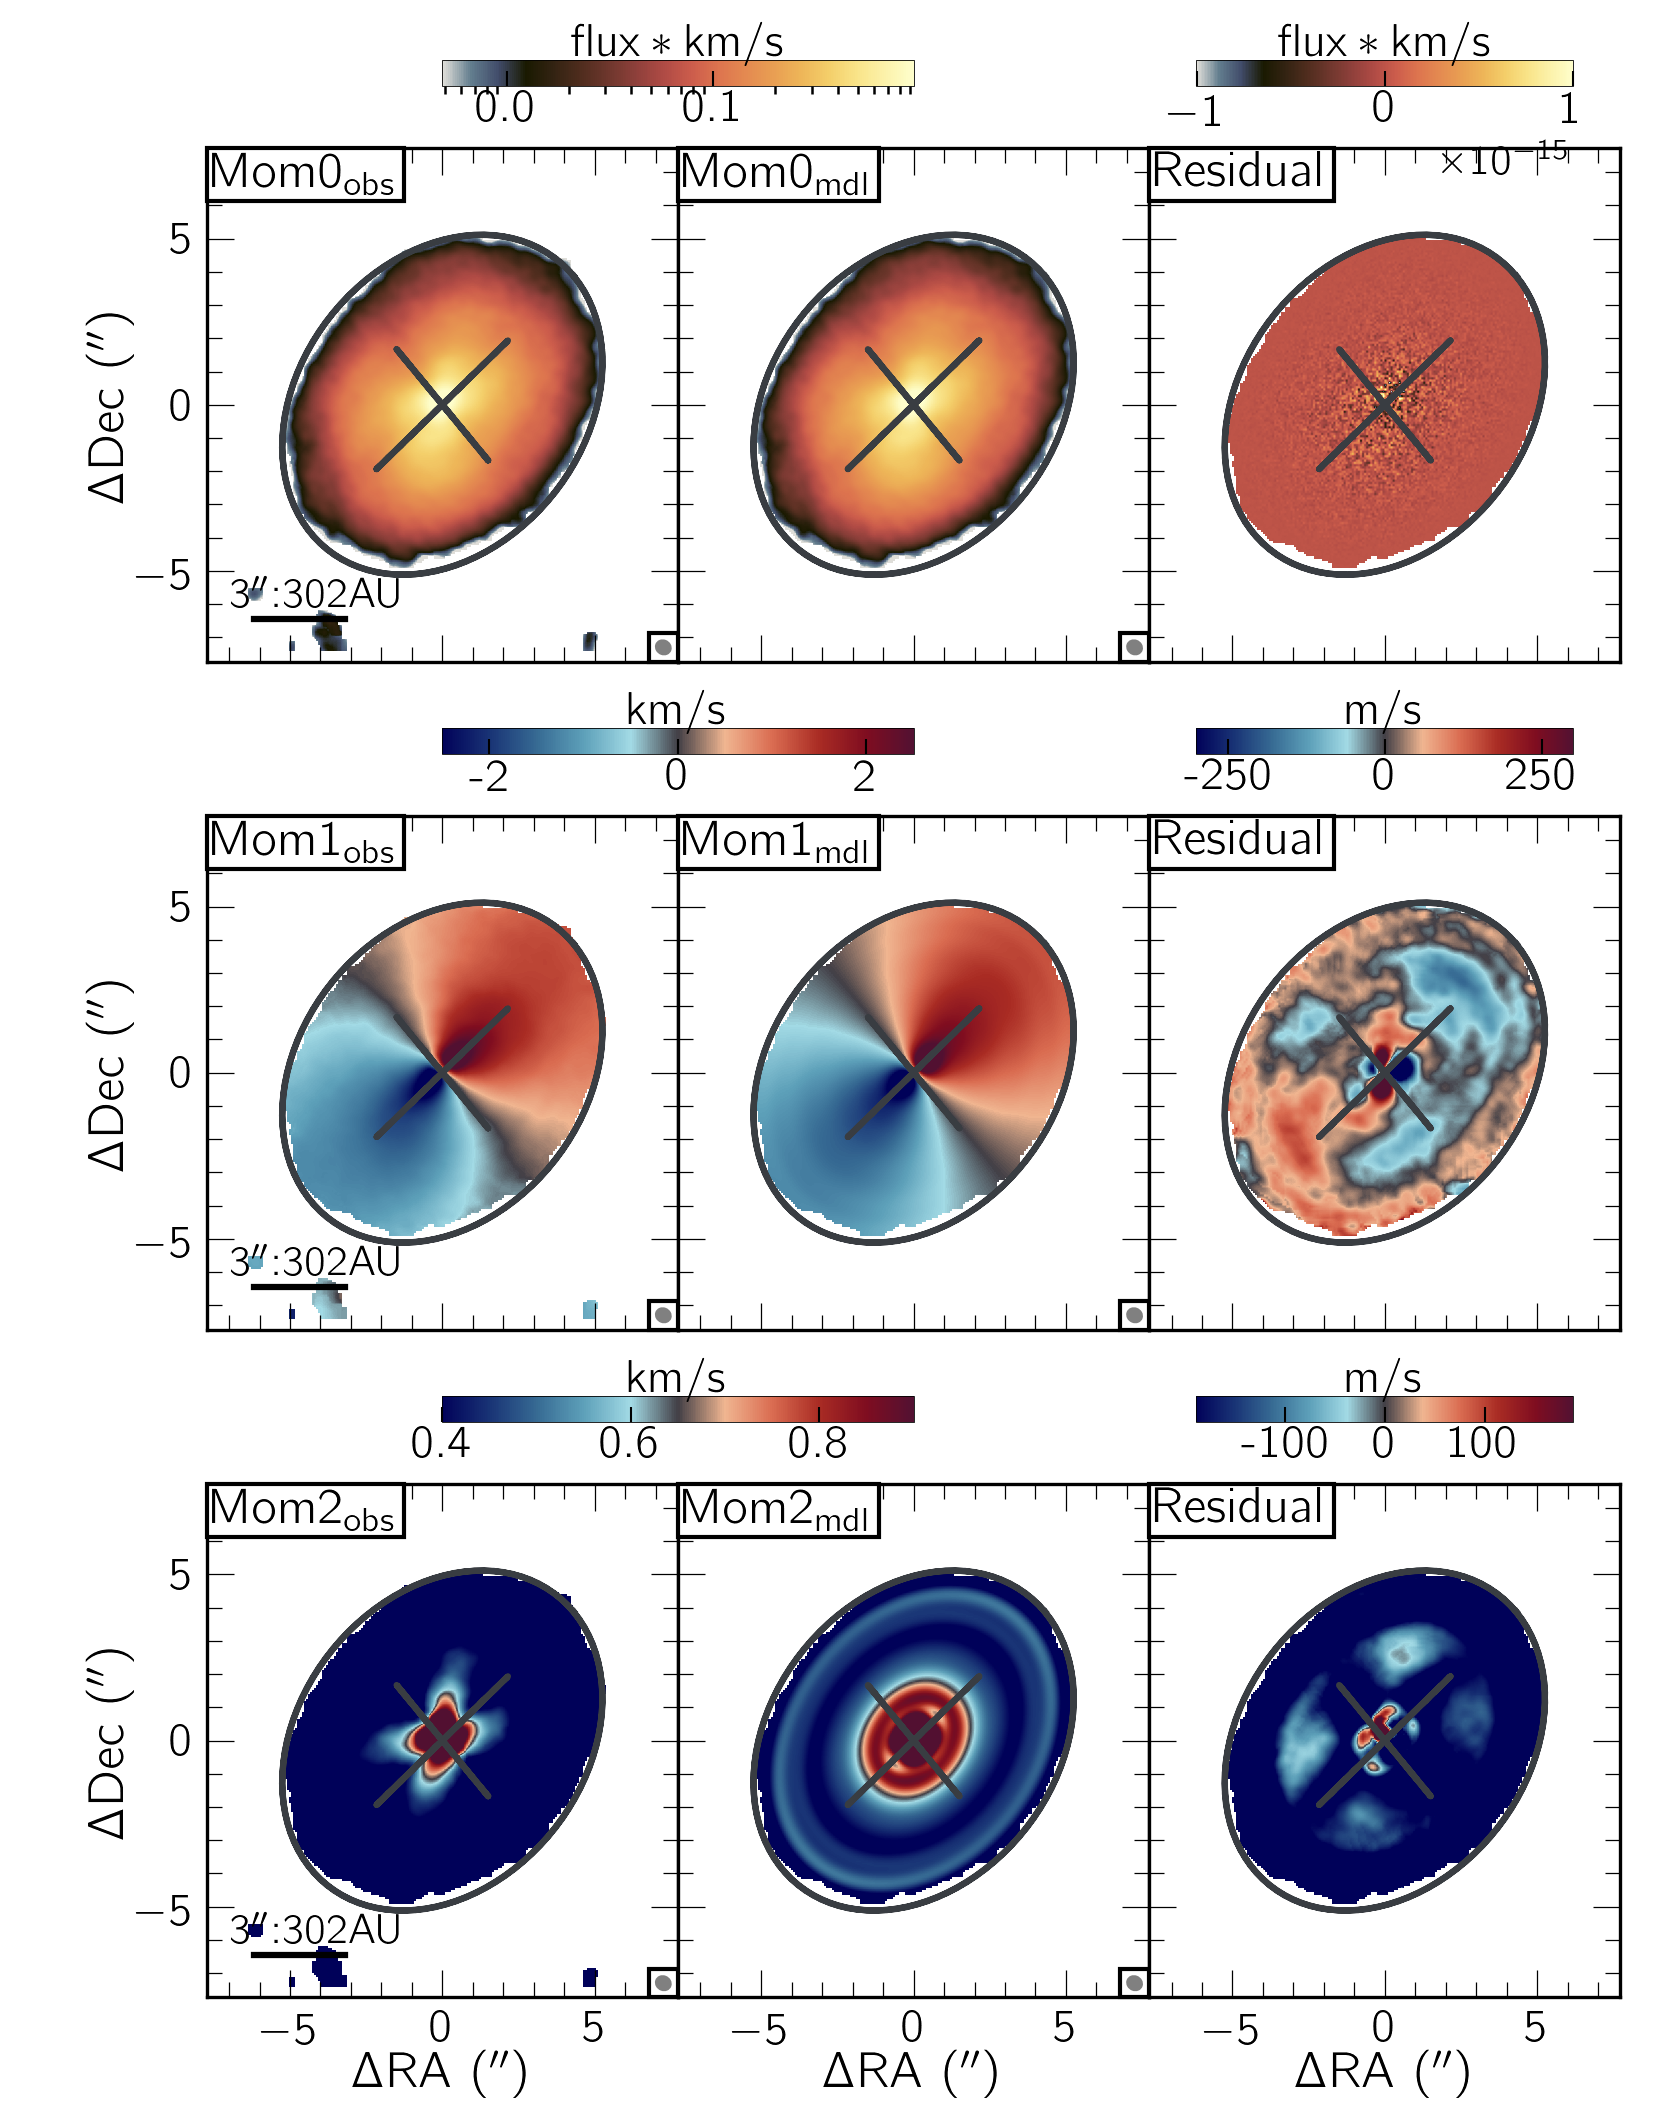 flux ∗ km/s
flux ∗ km/s
0.0 0.1
−1 0 1
×10−15
Mom0obs
Mom0mdl
Residual
5
0
−5
ΔDec (″)
3″:302AU
km/s
m/s
-2 0 2
-250 0 250
Mom1obs
Mom1mdl
Residual
5
0
−5
ΔDec (″)
3″:302AU
km/s
m/s
0.4 0.6 0.8
-100 0 100
Mom2obs
Mom2mdl
Residual
5
0
−5
ΔDec (″)
3″:302AU
−5 0 5
−5 0 5
−5 0 5
ΔRA (″)
ΔRA (″)
ΔRA (″)